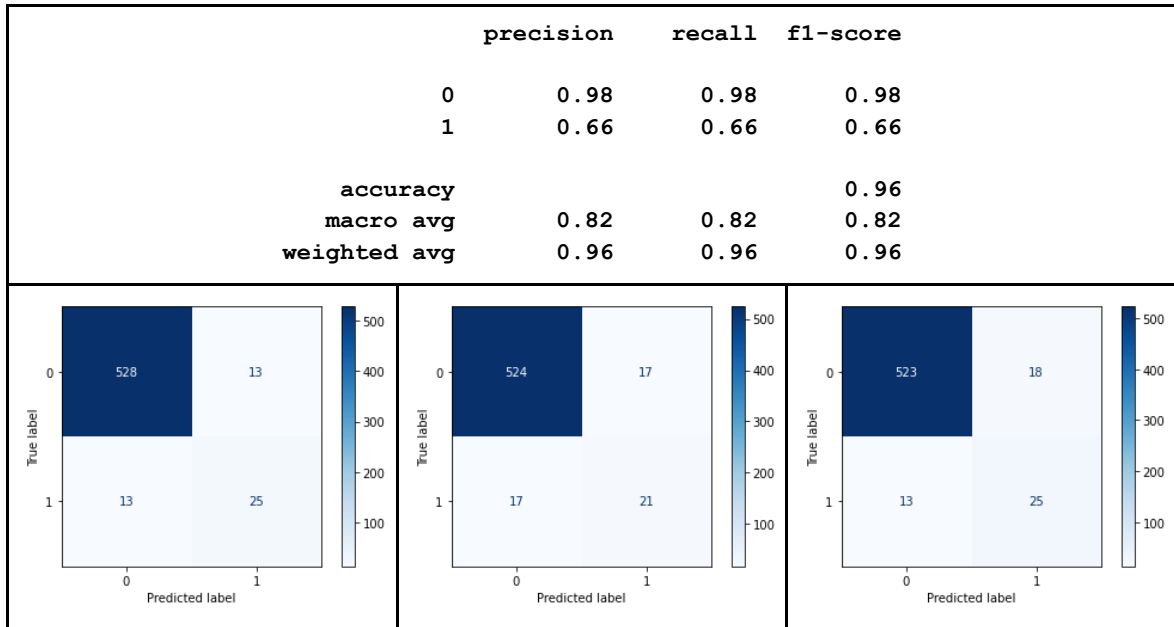 precision recall f1-score
0 0.98 0.98 0.98
1 0.66 0.66 0.66
accuracy 0.96
macro avg 0.82 0.82 0.82
weighted avg 0.96 0.96 0.96
500
400
300
200
100
0
1
528 13
13 25
True label
0 1
Predicted label
500
400
300
200
100
0
1
524 17
17 21
True label
0 1
Predicted label
500
400
300
200
100
0
1
523 18
13 25
True label
0 1
Predicted label